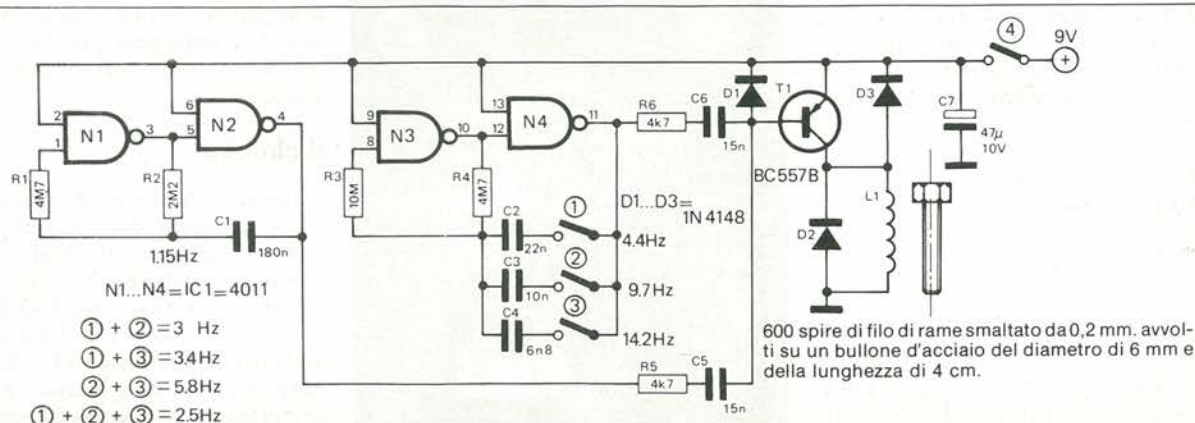 ④
9V
+
2
1
N1
3
6
5
N2
4
9
8
N3
10
13
12
N4
11
R6
4k7
C6
15n
D1
T1
BC557B
D3
C7
47µ
10V
R1
4M7
R2
2M2
C1
180n
1.15Hz
R3
10M
R4
4M7
C2
22n
①
4.4Hz
C3
10n
②
9.7Hz
C4
6n8
③
14.2Hz
D1...D3=
1N4148
D2
L1
N1...N4=IC1=4011
① + ② = 3 Hz
① + ③ = 3.4Hz
② + ③ = 5.8Hz
① + ② + ③ = 2.5Hz
R5
4k7
C5
15n
600 spire di filo di rame smaltato da 0,2 mm. avvol-
ti su un bullone d'acciaio del diametro di 6 mm e
della lunghezza di 4 cm.